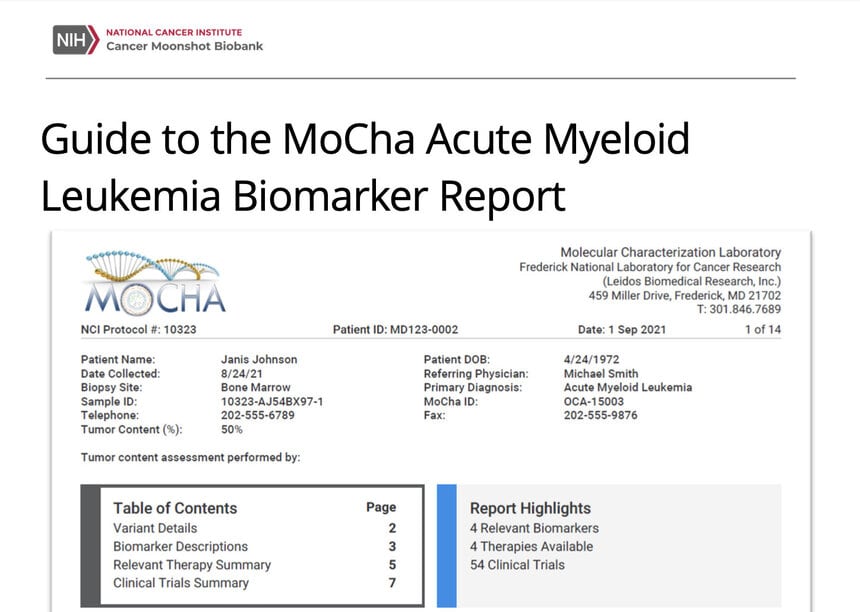 NIH NATIONAL CANCER INSTITUTE
Cancer Moonshot Biobank
Guide to the MoCha Acute Myeloid
Leukemia Biomarker Report
MOCHA
Molecular Characterization Laboratory
Frederick National Laboratory for Cancer Research
(Leidos Biomedical Research, Inc.)
459 Miller Drive, Frederick, MD 21702
T: 301.846.7689
NCI Protocol #: 10323 Patient ID: MD123-0002 Date: 1 Sep 2021 1 of 14
Patient Name: Janis Johnson Patient DOB: 4/24/1972
Date Collected: 8/24/21 Referring Physician: Michael Smith
Biopsy Site: Bone Marrow Primary Diagnosis: Acute Myeloid Leukemia
Sample ID: 10323-AJ54BX97-1 MoCha ID: OCA-15003
Telephone: 202-555-6789 Fax: 202-555-9876
Tumor Content (%): 50%
Tumor content assessment performed by:
Table of Contents Page
Variant Details 2
Biomarker Descriptions 3
Relevant Therapy Summary 5
Clinical Trials Summary 7
Report Highlights
4 Relevant Biomarkers
4 Therapies Available
54 Clinical Trials